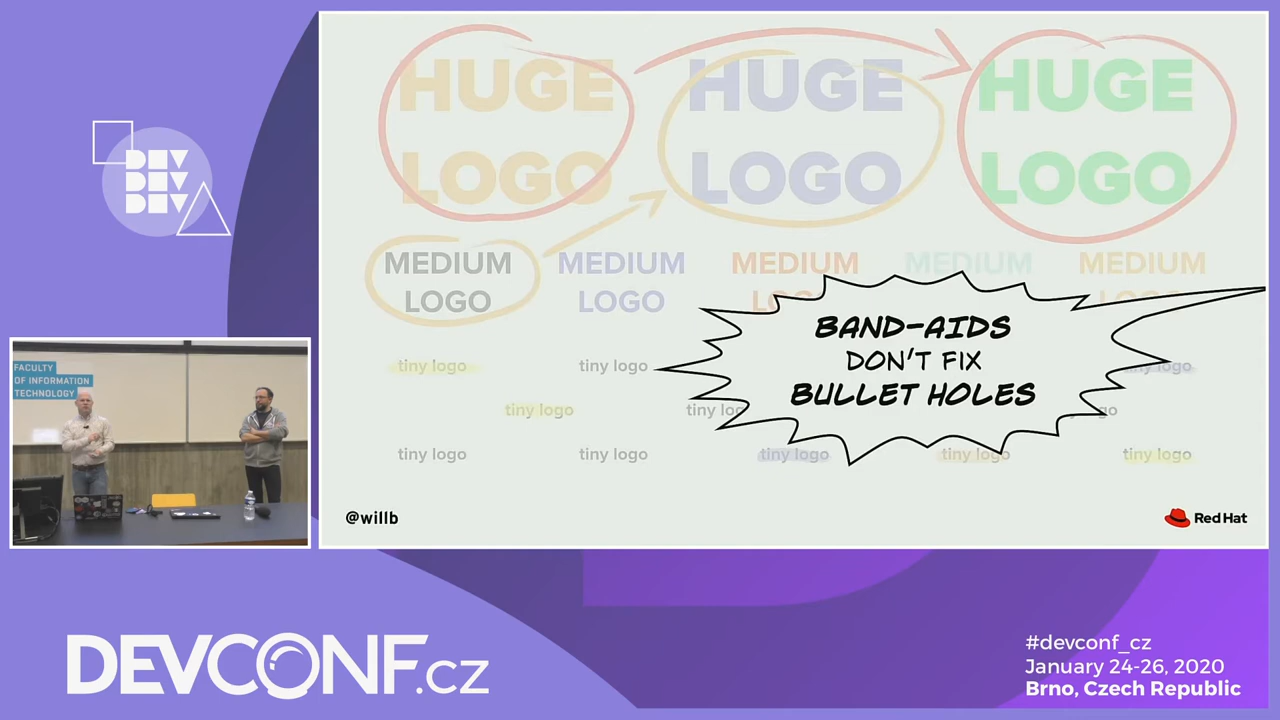 DEV
DEV
DEV
FACULTY
OF INFORMATION
TECHNOLOGY
HUGE
LOGO
HUGE
LOGO
HUGE
LOGO
MEDIUM
LOGO
MEDIUM
LOGO
MEDIUM
MEDIUM
MEDIUM
tiny logo
tiny logo
tiny logo
tiny logo
tiny logo
tiny logo
tiny logo
tiny logo
tiny logo
BAND-AIDS
DON'T FIX
BULLET HOLES
@willb
Red Hat
DEVCONF.cz
#devconf_cz
January 24-26, 2020
Brno, Czech Republic